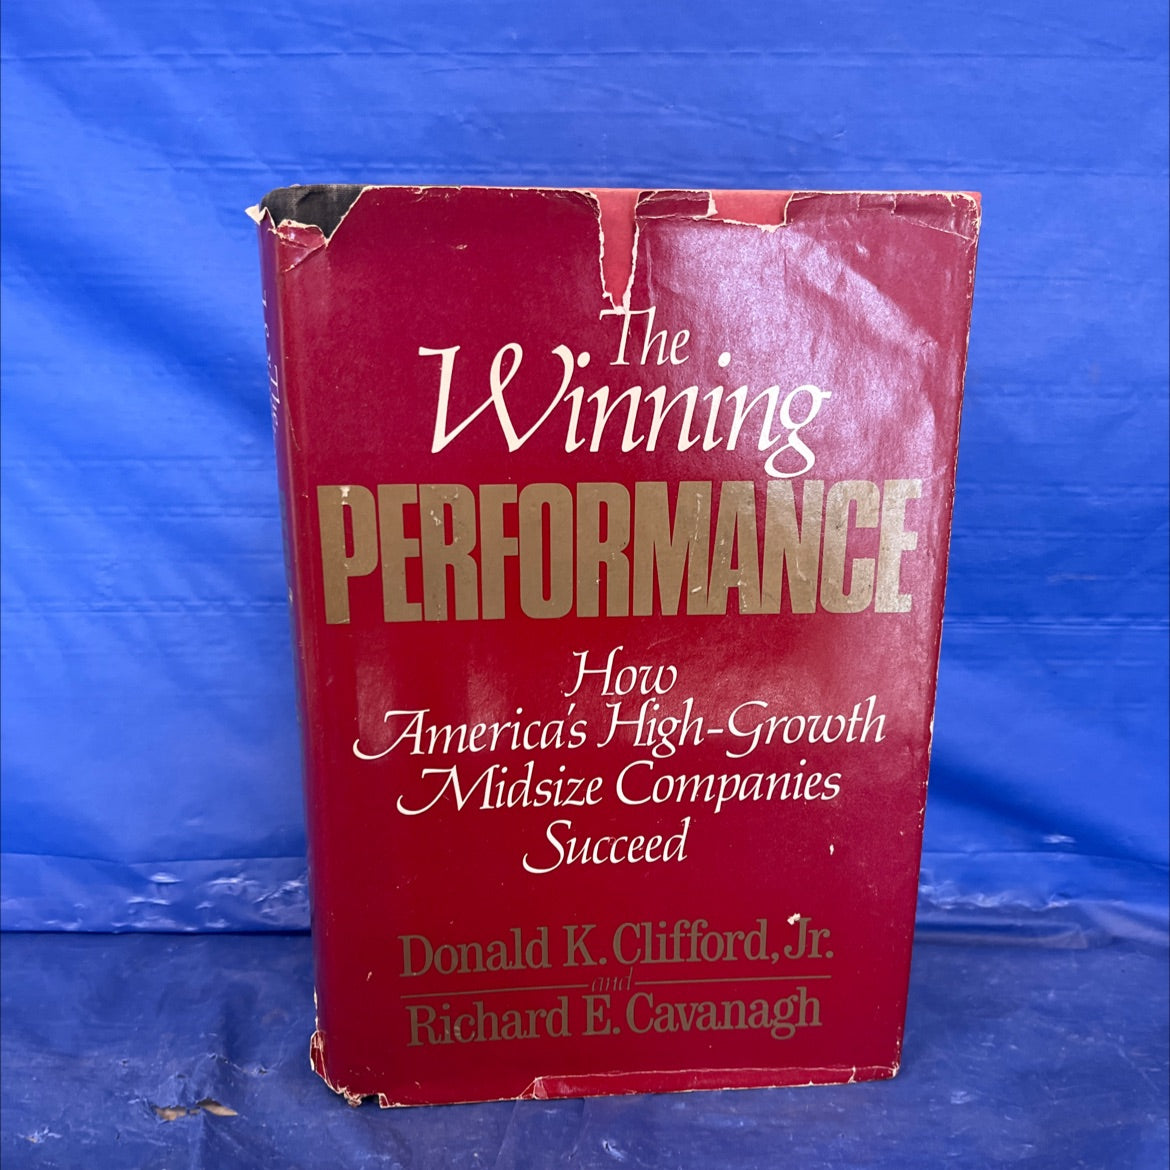 The
Winning
PERFORMANCE
How
America's High-Growth
Midsize Companies
Succeed
Donald K. Clifford, Jr.
and
Richard E. Cavanagh